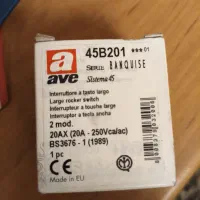 45B201 ★★★01
a
ave
SERIE BANQUISE
Sistema 45
Interruttore a tasto largo
Large rocker switch
Interrupteur a touche large
Interruptor a tecla ancha
2 mod.
20AX (20A - 250Vca/ac)
BS3676 - 1 (1989)
1 pc
CE
Made in EU